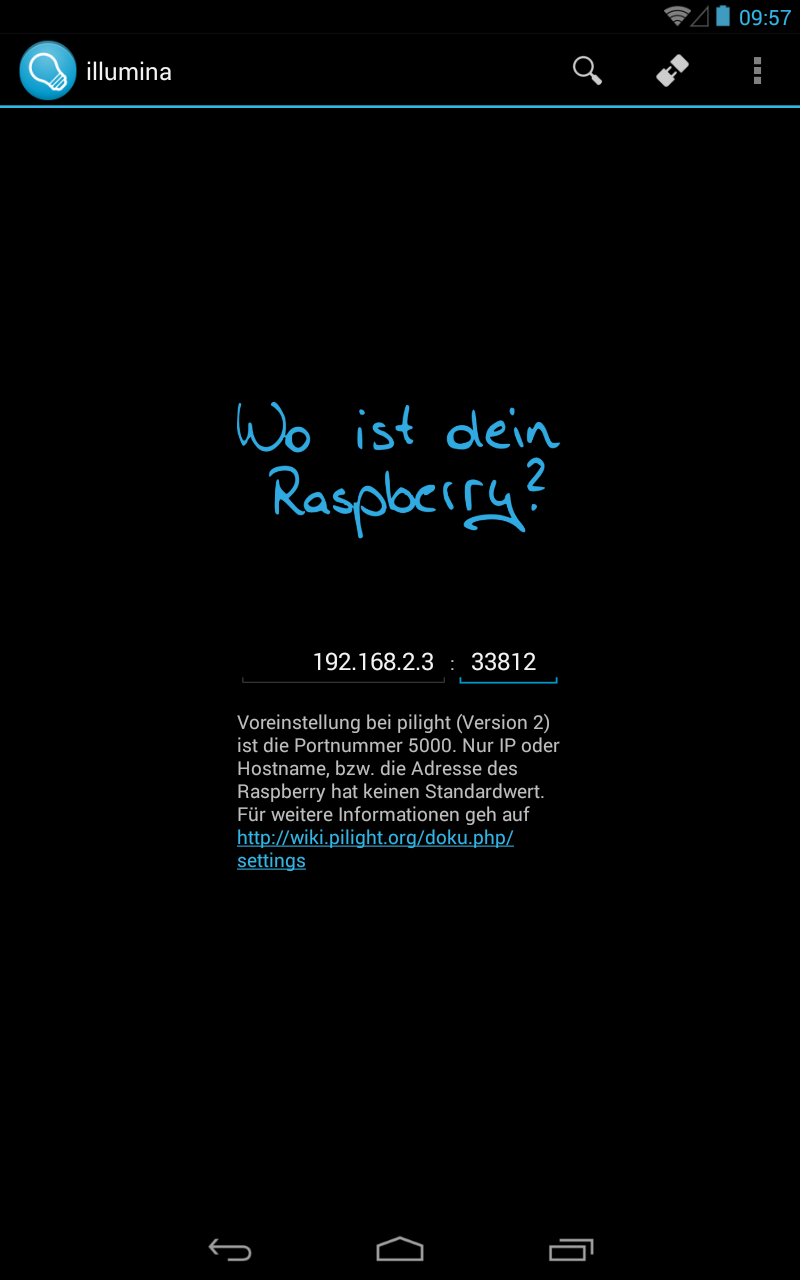 09:57
illumina
Wo ist dein
Raspberry?
192.168.2.3 : 33812
Voreinstellung bei pilight (Version 2)
ist die Portnummer 5000. Nur IP oder
Hostname, bzw. die Adresse des
Raspberry hat keinen Standardwert.
Für weitere Informationen geh auf
http://wiki.pilight.org/doku.php/
settings